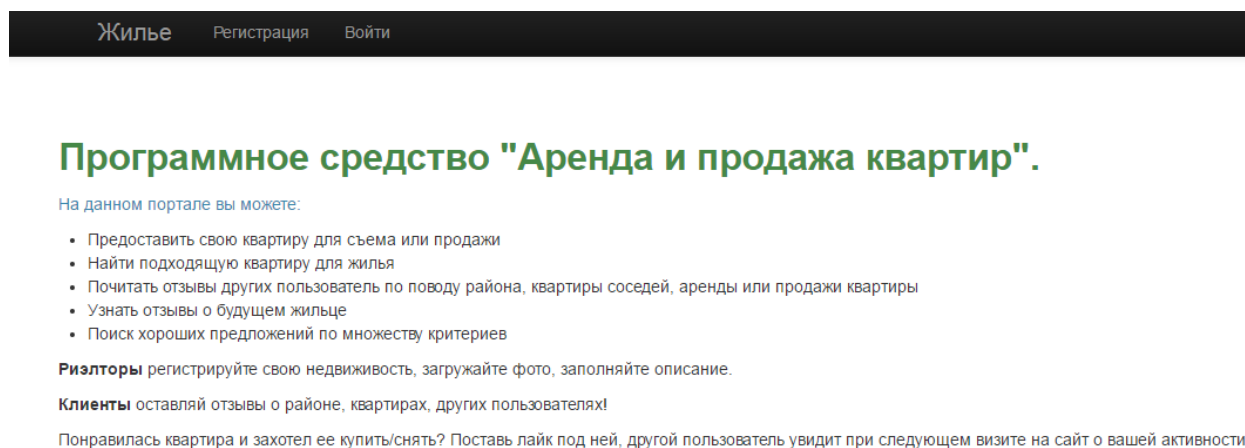 Жилье Регистрация Войти
Программное средство "Аренда и продажа квартир".
На данном портале вы можете:
Предоставить свою квартиру для съема или продажи
Найти подходящую квартиру для жилья
Почитать отзывы других пользователь по поводу района, квартиры соседей, аренды или продажи квартиры
Узнать отзывы о будущем жильце
Поиск хороших предложений по множеству критериев
Риэлторы регистрируйте свою недвижимость, загружайте фото, заполняйте описание.
Клиенты оставляй отзывы о районе, квартирах, других пользователях!
Понравилась квартира и захотел ее купить/снять? Поставь лайк под ней, другой пользователь увидит при следующем визите на сайт о вашей активности